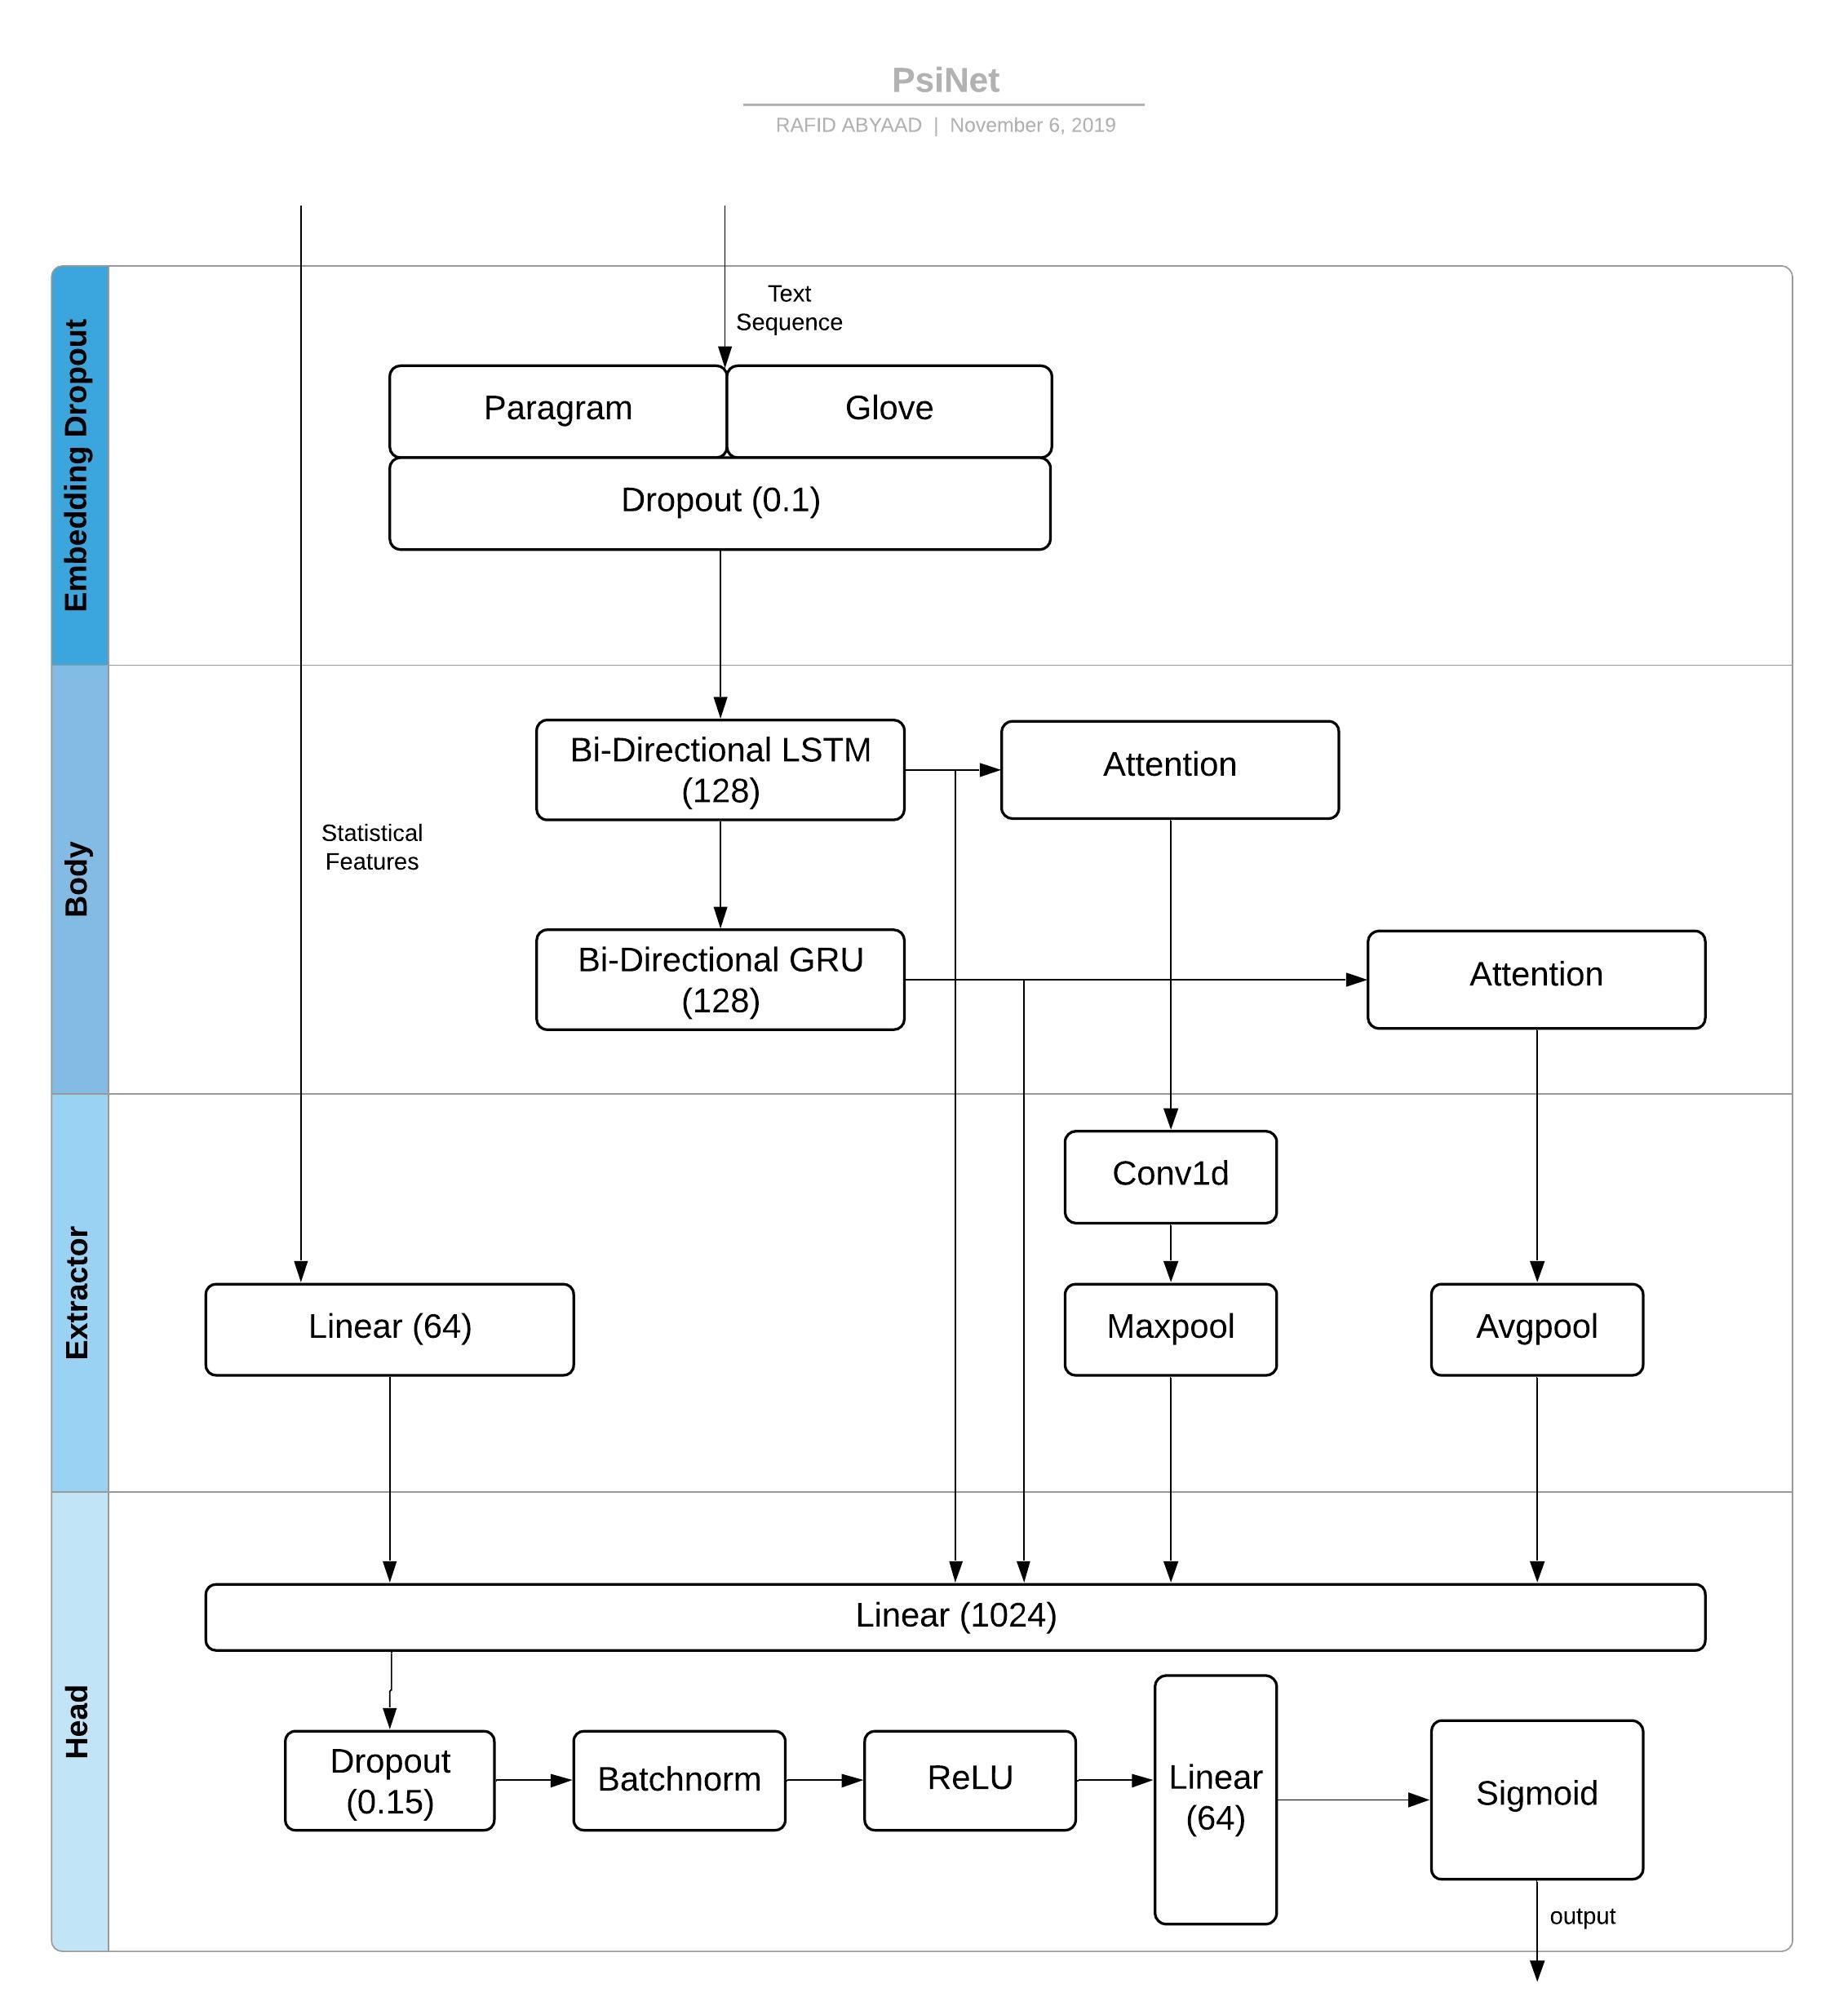 PsiNet
RAFID ABYAAD | November 6, 2019
Embedding Dropout
Text
Sequence
Paragram
Glove
Dropout (0.1)
Body
Bi-Directional LSTM
(128)
Attention
Statistical
Features
Bi-Directional GRU
(128)
Attention
Extractor
Conv1d
Linear (64)
Maxpool
Avgpool
Head
Linear (1024)
Dropout
(0.15)
Batchnorm
ReLU
Linear
(64)
Sigmoid
output